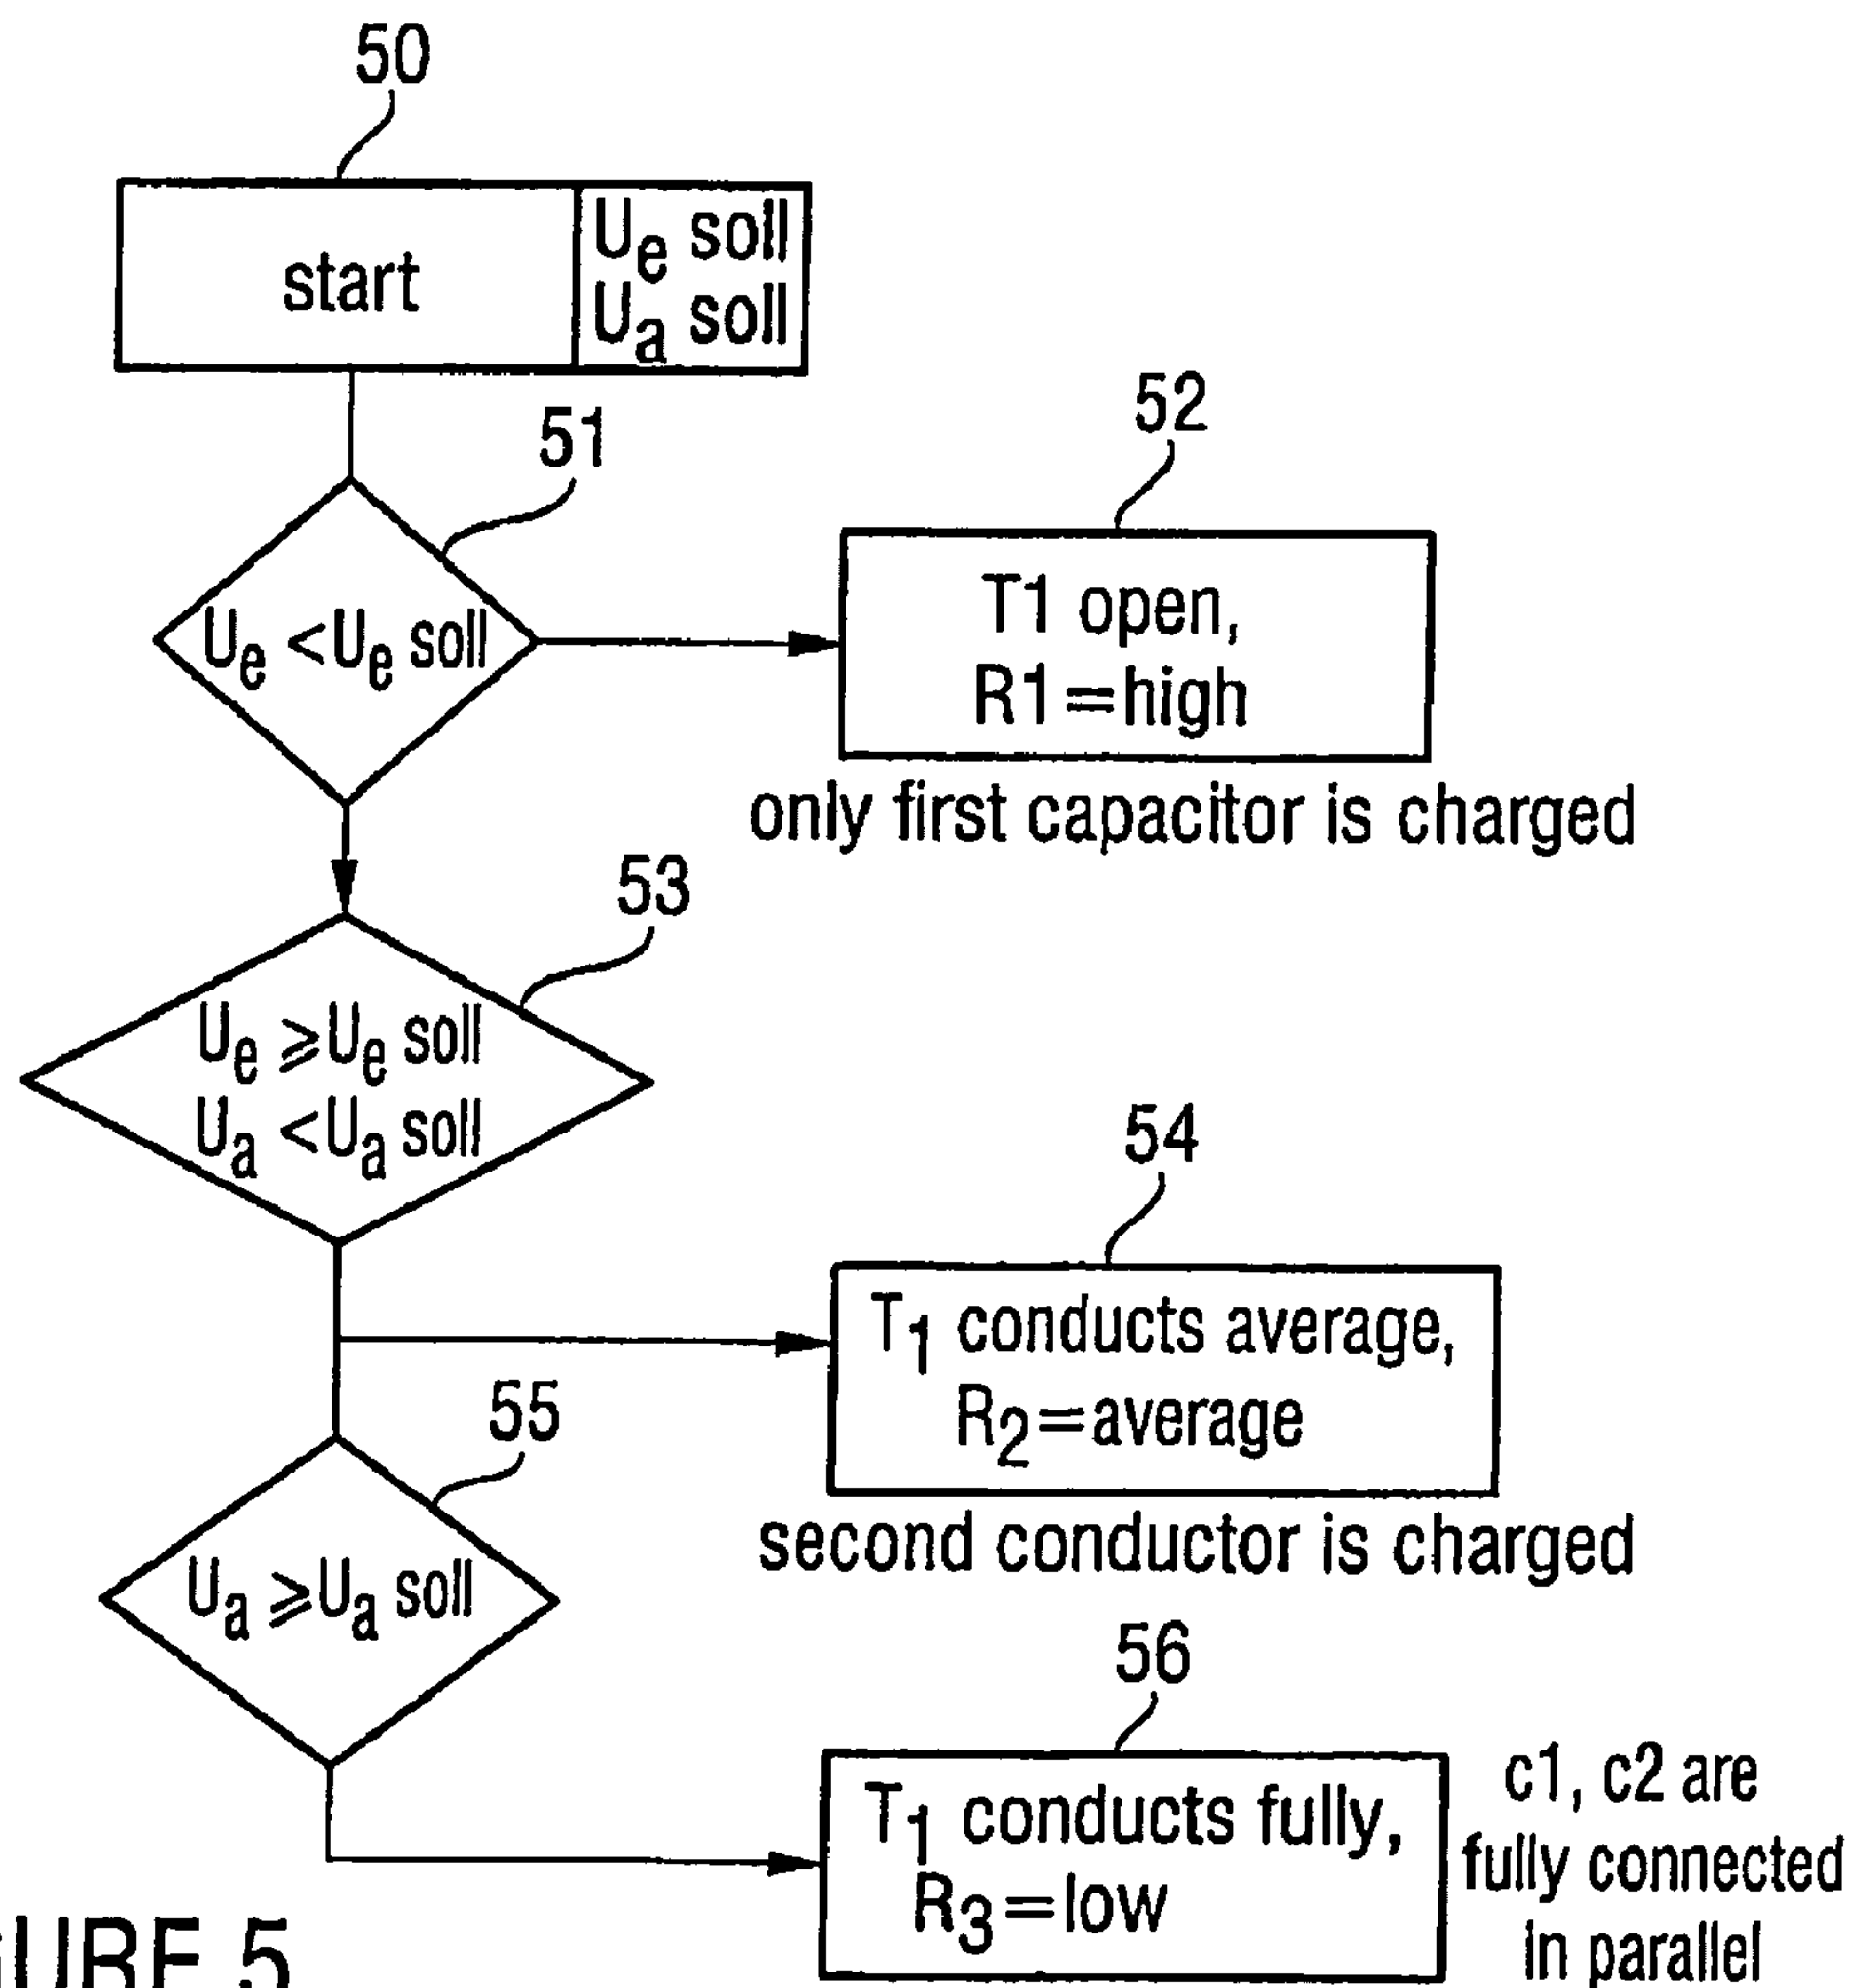 50
start
Ue soll
Ua soll
51
Ue <Ue soll
52
T1 open,
R1=high
only first capacitor is charged
53
Ue ⩾Ue soll
Ua <Ua soll
54
T1 conducts average,
R2=average
second conductor is charged
55
Ua ⩾Ua soll
56
T1 conducts fully,
R3=low
c1, c2 are
fully connected
in parallel
5